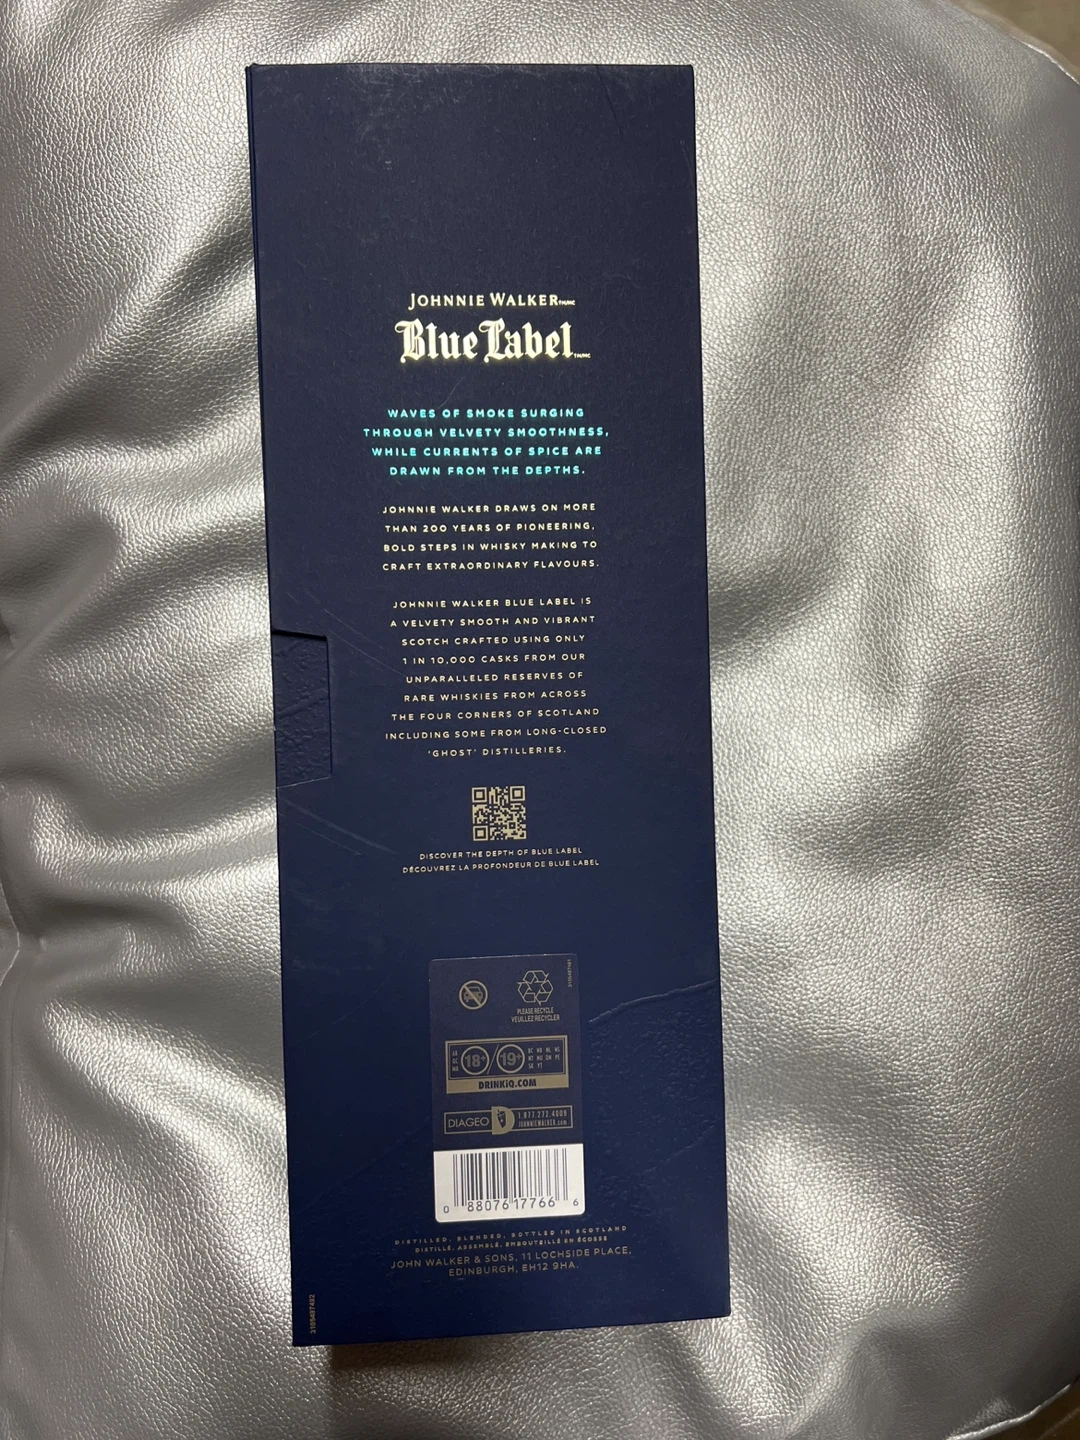 JOHNNIE WALKER
Blue Label
WAVES OF SMOKE SURGING
THROUGH VELVETY SMOOTHNESS,
WHILE CURRENTS OF SPICE ARE
DRAWN FROM THE DEPTHS.
JOHNNIE WALKER DRAWS ON MORE
THAN 200 YEARS OF PIONEERING,
BOLD STEPS IN WHISKY MAKING TO
CRAFT EXTRAORDINARY FLAVOURS.
JOHNNIE WALKER BLUE LABEL IS
A VELVETY SMOOTH AND VIBRANT
SCOTCH CRAFTED USING ONLY
1 IN 10,000 CASKS FROM OUR
UNPARALLELED RESERVES OF
RARE WHISKIES FROM ACROSS
THE FOUR CORNERS OF SCOTLAND
INCLUDING SOME FROM LONG-CLOSED
'GHOST' DISTILLERIES.
DISCOVER THE DEPTH OF BLUE LABEL
DÉCOUVREZ LA PROFONDEUR DE BLUE LABEL
PLEASE RECYCLE
VEUILLEZ RECYCLER
18+ 19+
DRINKiQ.COM
DIAGEO
1.877.272.4009
JOHNNIEWALKER.com
0 88076 17766 6
DISTILLED, BLENDED, BOTTLED IN SCOTLAND
DISTILLÉ, ASSEMBLÉ, EMBOUTEILLÉ EN ÉCOSSE
JOHN WALKER & SONS, 11 LOCHSIDE PLACE,
EDINBURGH, EH12 9HA.